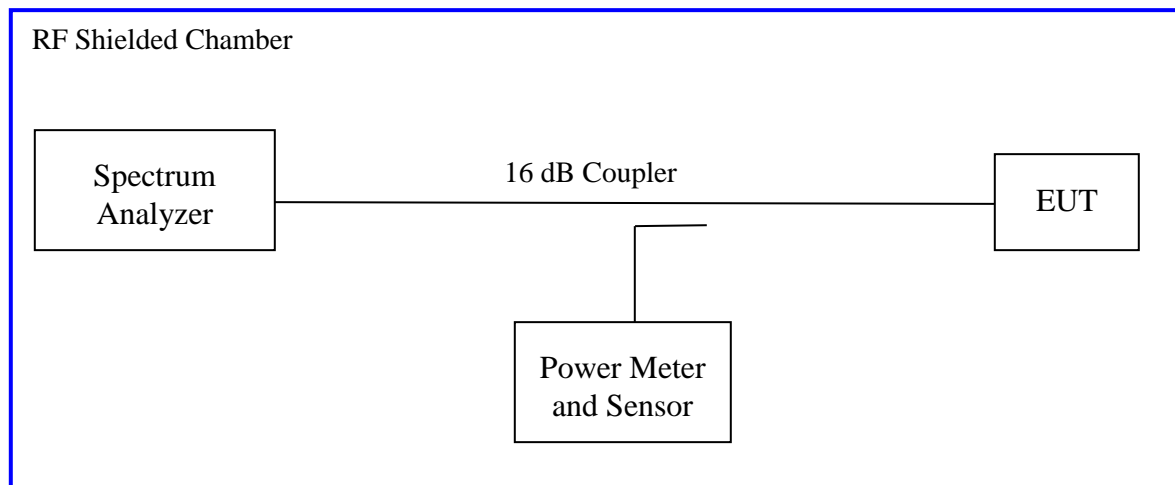 RF Shielded Chamber
Spectrum
Analyzer
16 dB Coupler
EUT
Power Meter
and Sensor